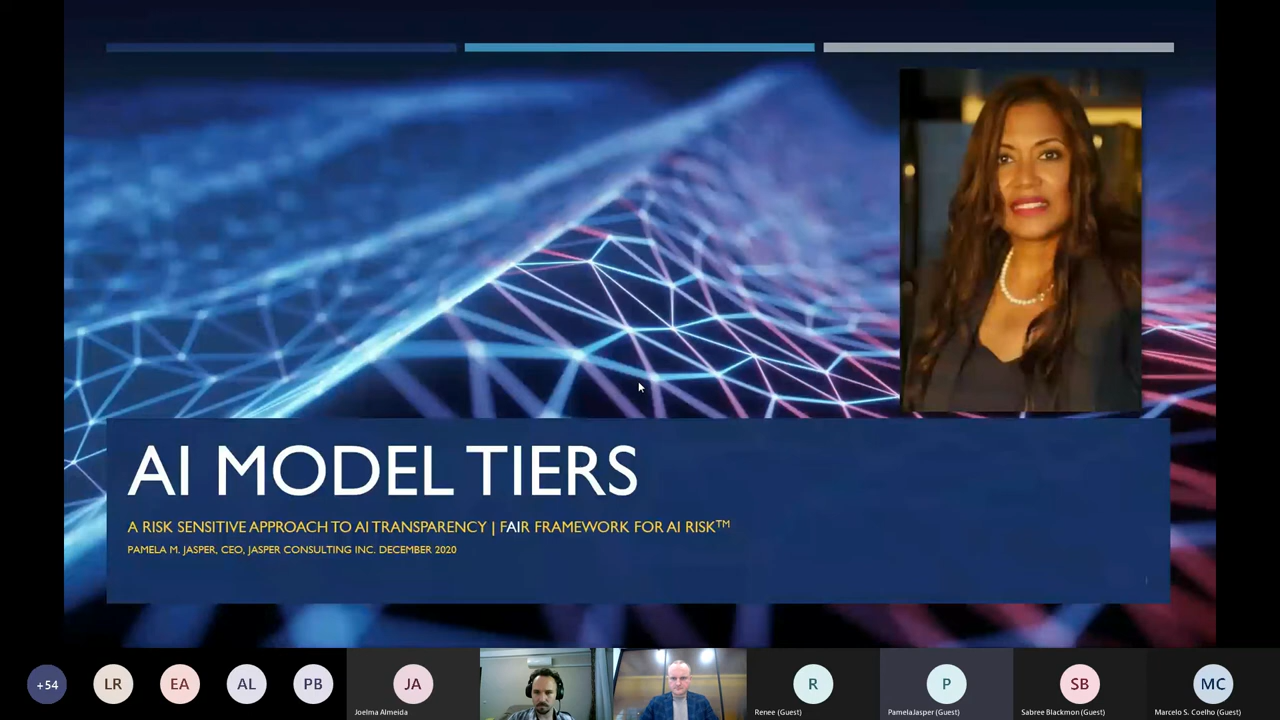 AI MODEL TIERS
A RISK SENSITIVE APPROACH TO AI TRANSPARENCY | FAIR FRAMEWORK FOR AI RISK™
PAMELA M. JASPER, CEO, JASPER CONSULTING INC. DECEMBER 2020
+54
LR
EA
AL
PB
JA
R
P
SB
MC
Joelma Almeida
Renee (Guest)
PamelaJasper (Guest)
Sabree Blackmon (Guest)
Marcelo S. Coelho (Guest)